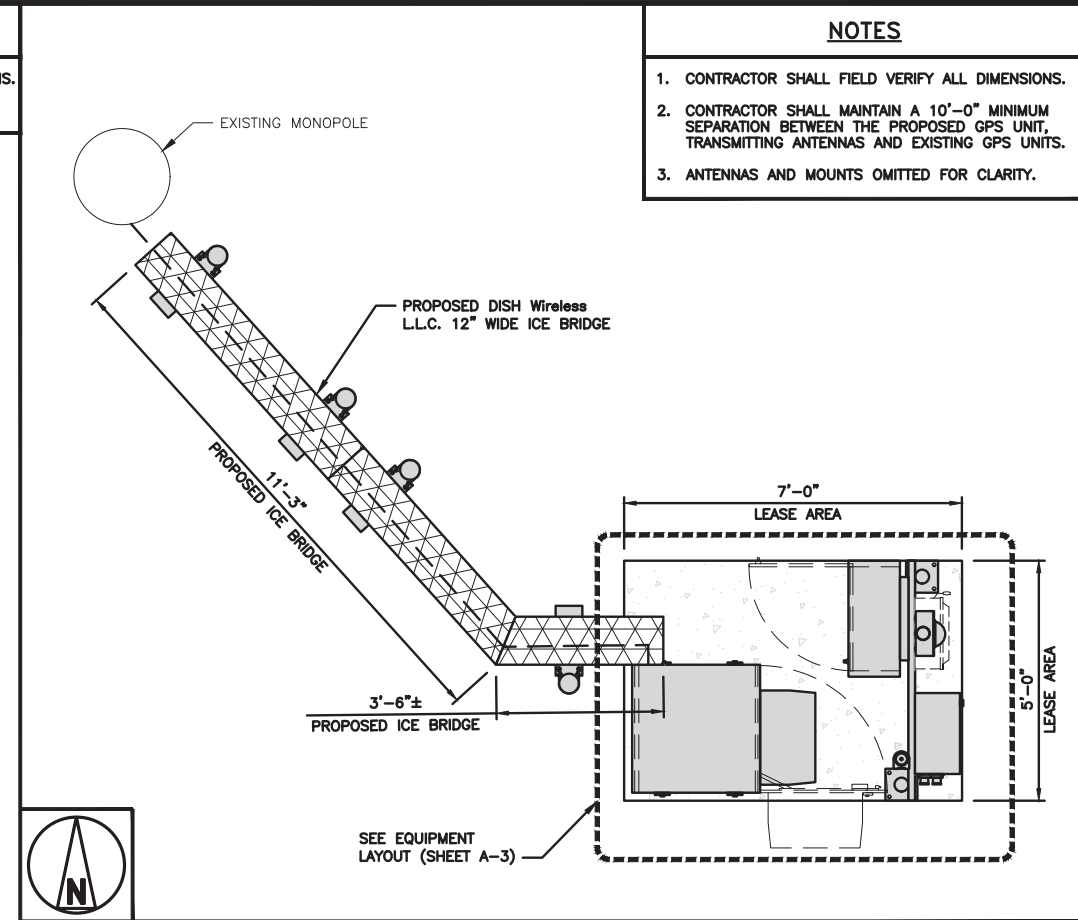 IS.
NOTES
1. CONTRACTOR SHALL FIELD VERIFY ALL DIMENSIONS.
2. CONTRACTOR SHALL MAINTAIN A 10'-0" MINIMUM
SEPARATION BETWEEN THE PROPOSED GPS UNIT,
TRANSMITTING ANTENNAS AND EXISTING GPS UNITS.
3. ANTENNAS AND MOUNTS OMITTED FOR CLARITY.
EXISTING MONOPOLE
PROPOSED DISH Wireless
L.L.C. 12" WIDE ICE BRIDGE
11'-3"
PROPOSED ICE BRIDGE
7'-0"
LEASE AREA
5'-0"
LEASE AREA
3'-6"±
PROPOSED ICE BRIDGE
SEE EQUIPMENT
LAYOUT (SHEET A-3)
N